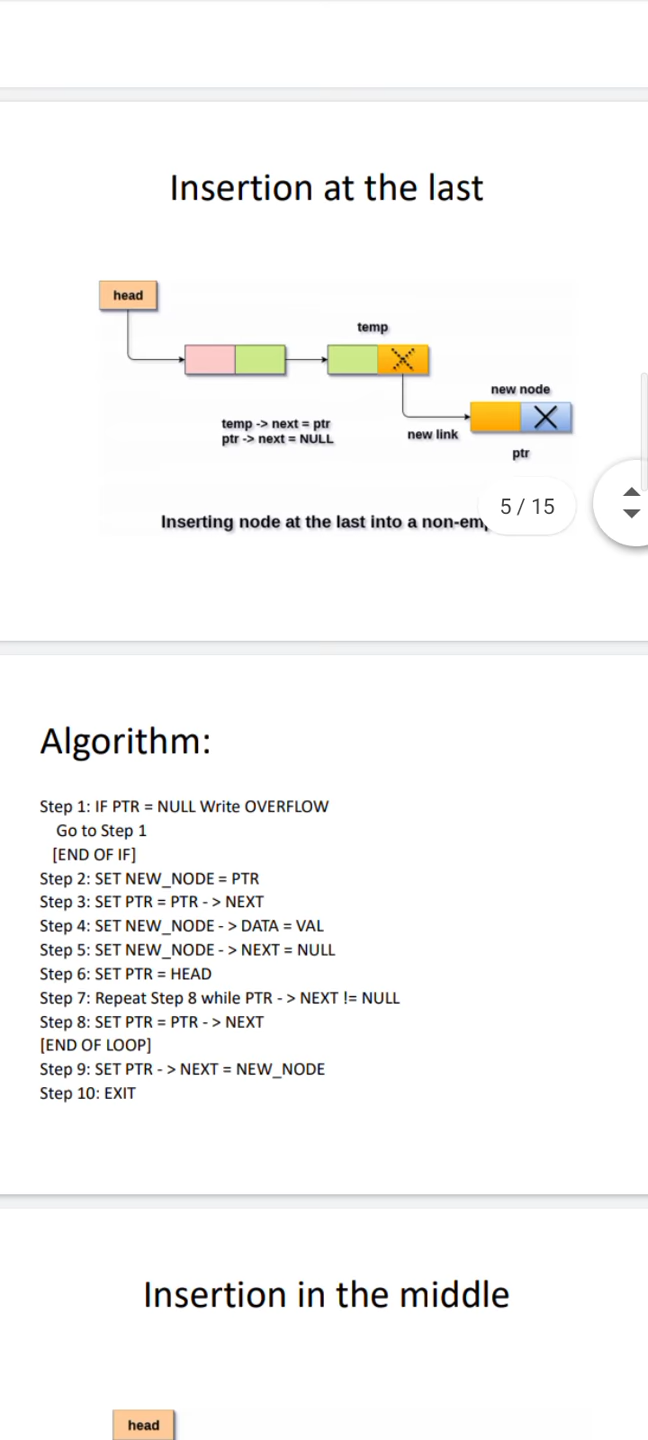 Insertion at the last
head
temp
new node
temp -> next = ptr
ptr -> next = NULL
new link
ptr
5 / 15
Inserting node at the last into a
Algorithm:
Step 1: IF PTR = NULL Write OVERFLOW
Go to Step 1
[END OF IF]
Step 2: SET NEW_NODE = PTR
Step 3: SET PTR = PTR - > NEXT
Step 4: SET NEW_NODE - > DATA = VAL
Step 5: SET NEW_NODE - > NEXT = NULL
Step 6: SET PTR = HEAD
Step 7: Repeat Step 8 while PTR - > NEXT != NULL
Step 8: SET PTR = PTR - > NEXT
[END OF LOOP]
Step 9: SET PTR - > NEXT = NEW_NODE
Step 10: EXIT
Insertion in the middle
head